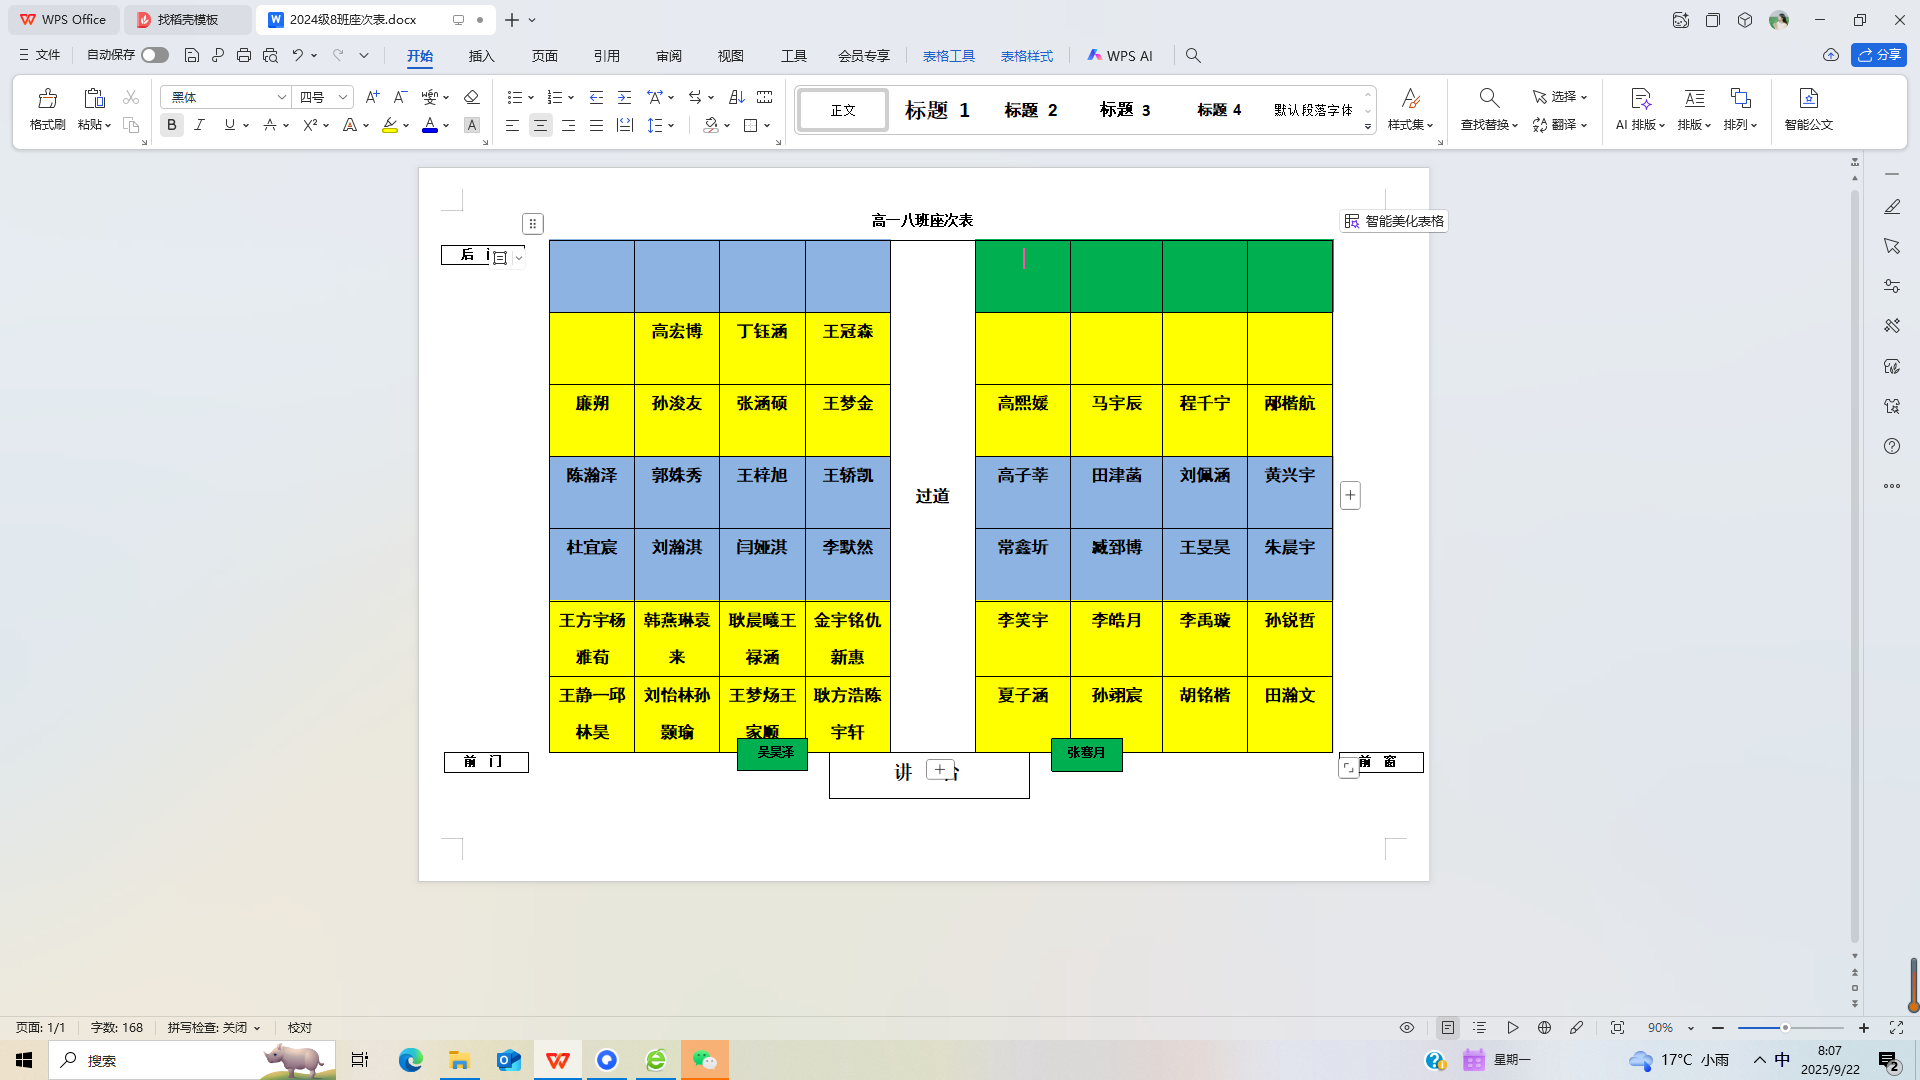 WPS Office
找稻壳模板
2024级8班座次表.docx
文件
自动保存
开始
插入
页面
引用
审阅
视图
工具
会员专享
表格工具
表格样式
WPS AI
分享
格式刷
粘贴
黑体
四号
正文
标题 1
标题 2
标题 3
标题 4
默认段落字体
样式集
查找替换
选择
翻译
AI 排版
排版
排列
智能公文
高一八班座次表
智能美化表格
后
高宏博 丁钰涵 王冠森
廉朔 孙浚友 张涵硕 王梦金 高熙媛 马宇辰 程千宁 邴楷航
陈瀚泽 郭姝秀 王梓旭 王轿凯 高子莘 田津菡 刘佩涵 黄兴宇
过道
杜宜宸 刘瀚淇 闫娅淇 李默然 常鑫圻 臧郅博 王旻昊 朱晨宇
王方宇杨 韩燕琳袁 耿晨曦王 金宇铭仇 李笑宇 李皓月 李禹璇 孙锐哲
雅荀 来 禄涵 新惠
王静一邱 刘怡林孙 王梦炀王 耿方浩陈 夏子涵 孙翊宸 胡铭楷 田瀚文
林昊 颢瑜 家顺 宇轩
吴昊泽
张骞月
前 门
讲 台
前 窗
页面: 1/1
字数: 168
拼写检查: 关闭
校对
90%
搜索
星期一
17°C 小雨
中
8:07
2025/9/22
2